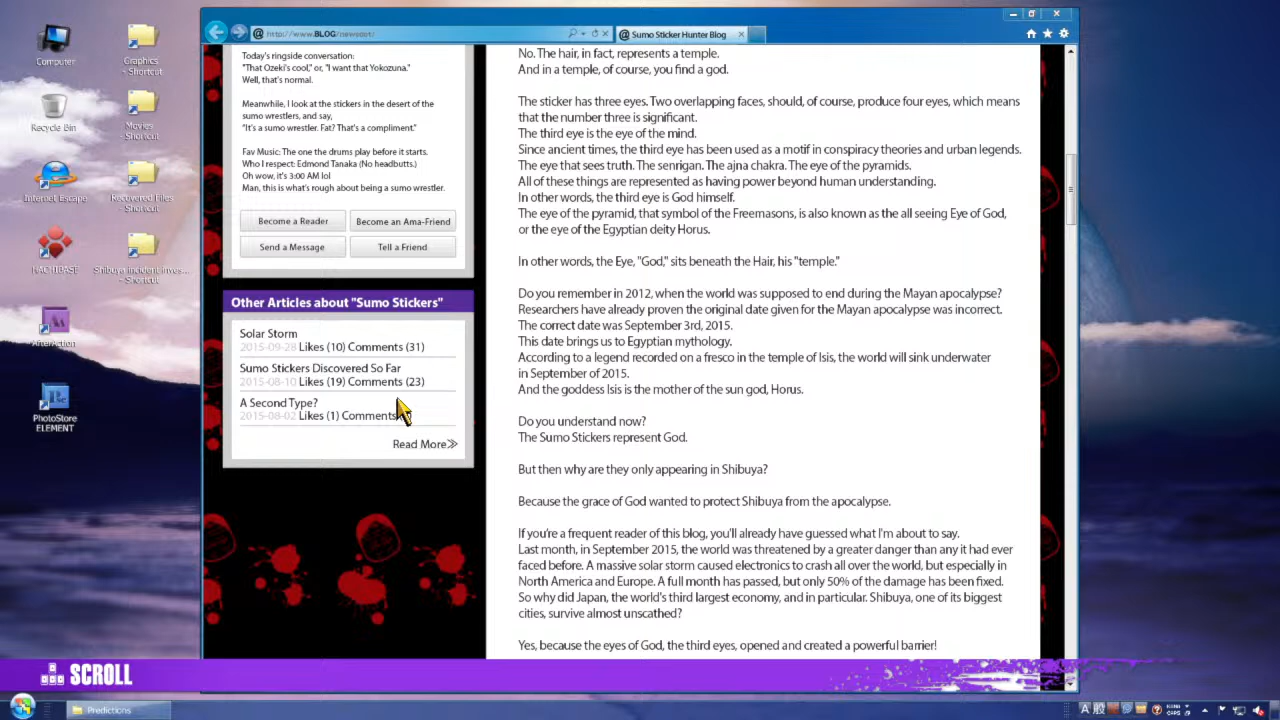 Computer
Graphics
- Shortcut
Recycle Bin
Movies
- Shortcut
Internet Escape
Recovered Files
- Shortcut
LACHBASE
Shibuya Incident Inves...
- Shortcut
AfterAction
PhotoStore
ELEMENT
http://www.BLOG/newsost/
Sumo Sticker Hunter Blog
Today's ringside conversation:
"That Ozeki's cool," or, "I want that Yokozuna."
Well, that's normal.
Meanwhile, I look at the stickers in the desert of the
sumo wrestlers, and say,
"It's a sumo wrestler. Fat? That's a compliment."
Fav Music: The one the drums play before it starts.
Who I respect: Edmond Tanaka (No headbutts.)
Oh wow, it's 3:00 AM lol
Man, this is what's rough about being a sumo wrestler.
Become a Reader
Become an Ama-Friend
Send a Message
Tell a Friend
Other Articles about "Sumo Stickers"
Solar Storm
2015-09-28 Likes (10) Comments (31)
Sumo Stickers Discovered So Far
2015-08-10 Likes (19) Comments (23)
A Second Type?
2015-08-02 Likes (1) Comments
Read More≫
No. The hair, in fact, represents a temple.
And in a temple, of course, you find a god.
The sticker has three eyes. Two overlapping faces, should, of course, produce four eyes, which means
that the number three is significant.
The third eye is the eye of the mind.
Since ancient times, the third eye has been used as a motif in conspiracy theories and urban legends.
The eye that sees truth. The senrigan. The ajna chakra. The eye of the pyramids.
All of these things are represented as having power beyond human understanding.
In other words, the third eye is God himself.
The eye of the pyramid, that symbol of the Freemasons, is also known as the all seeing Eye of God,
or the eye of the Egyptian deity Horus.
In other words, the Eye, "God," sits beneath the Hair, his "temple."
Do you remember in 2012, when the world was supposed to end during the Mayan apocalypse?
Researchers have already proven the original date given for the Mayan apocalypse was incorrect.
The correct date was September 3rd, 2015.
This date brings us to Egyptian mythology.
According to a legend recorded on a fresco in the temple of Isis, the world will sink underwater
in September of 2015.
And the goddess Isis is the mother of the sun god, Horus.
Do you understand now?
The Sumo Stickers represent God.
But then why are they only appearing in Shibuya?
Because the grace of God wanted to protect Shibuya from the apocalypse.
If you're a frequent reader of this blog, you'll already have guessed what I'm about to say.
Last month, in September 2015, the world was threatened by a greater danger than any it had ever
faced before. A massive solar storm caused electronics to crash all over the world, but especially in
North America and Europe. A full month has passed, but only 50% of the damage has been fixed.
So why did Japan, the world's third largest economy, and in particular. Shibuya, one of its biggest
cities, survive almost unscathed?
Yes, because the eyes of God, the third eyes, opened and created a powerful barrier!
SCROLL
Predictions
A 般
KANA
CAPS